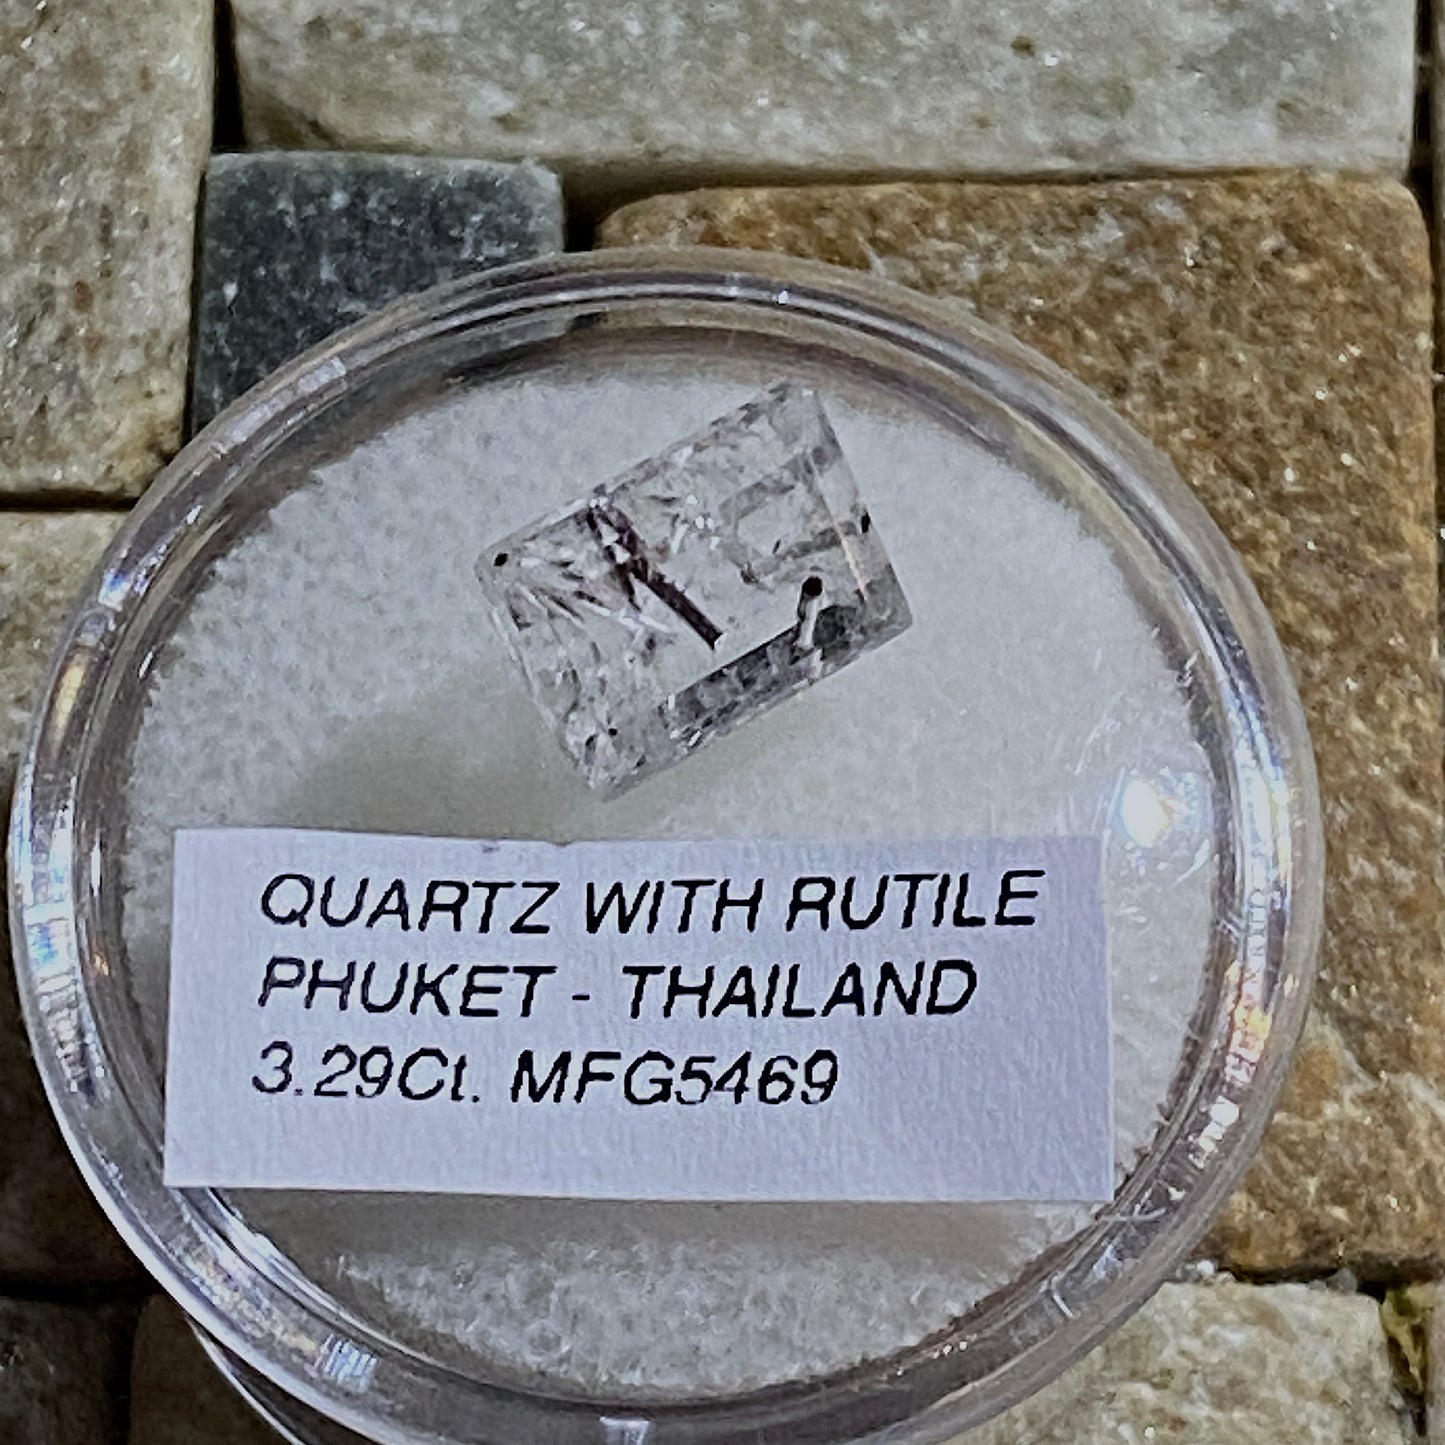 QUARTZ WITH RUTILE
PHUKET - THAILAND
3.29Ct. MFG5469